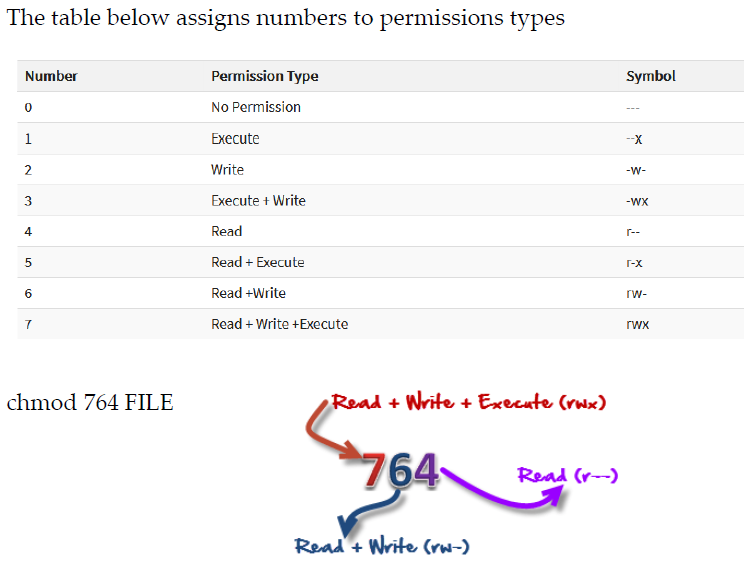 The table below assigns numbers to permissions types
Number Permission Type Symbol
0 No Permission ---
1 Execute --x
2 Write -w-
3 Execute + Write -wx
4 Read r--
5 Read + Execute r-x
6 Read +Write rw-
7 Read + Write +Execute rwx
chmod 764 FILE
Read + Write + Execute (rwx)
764
Read (r--)
Read + Write (rw-)